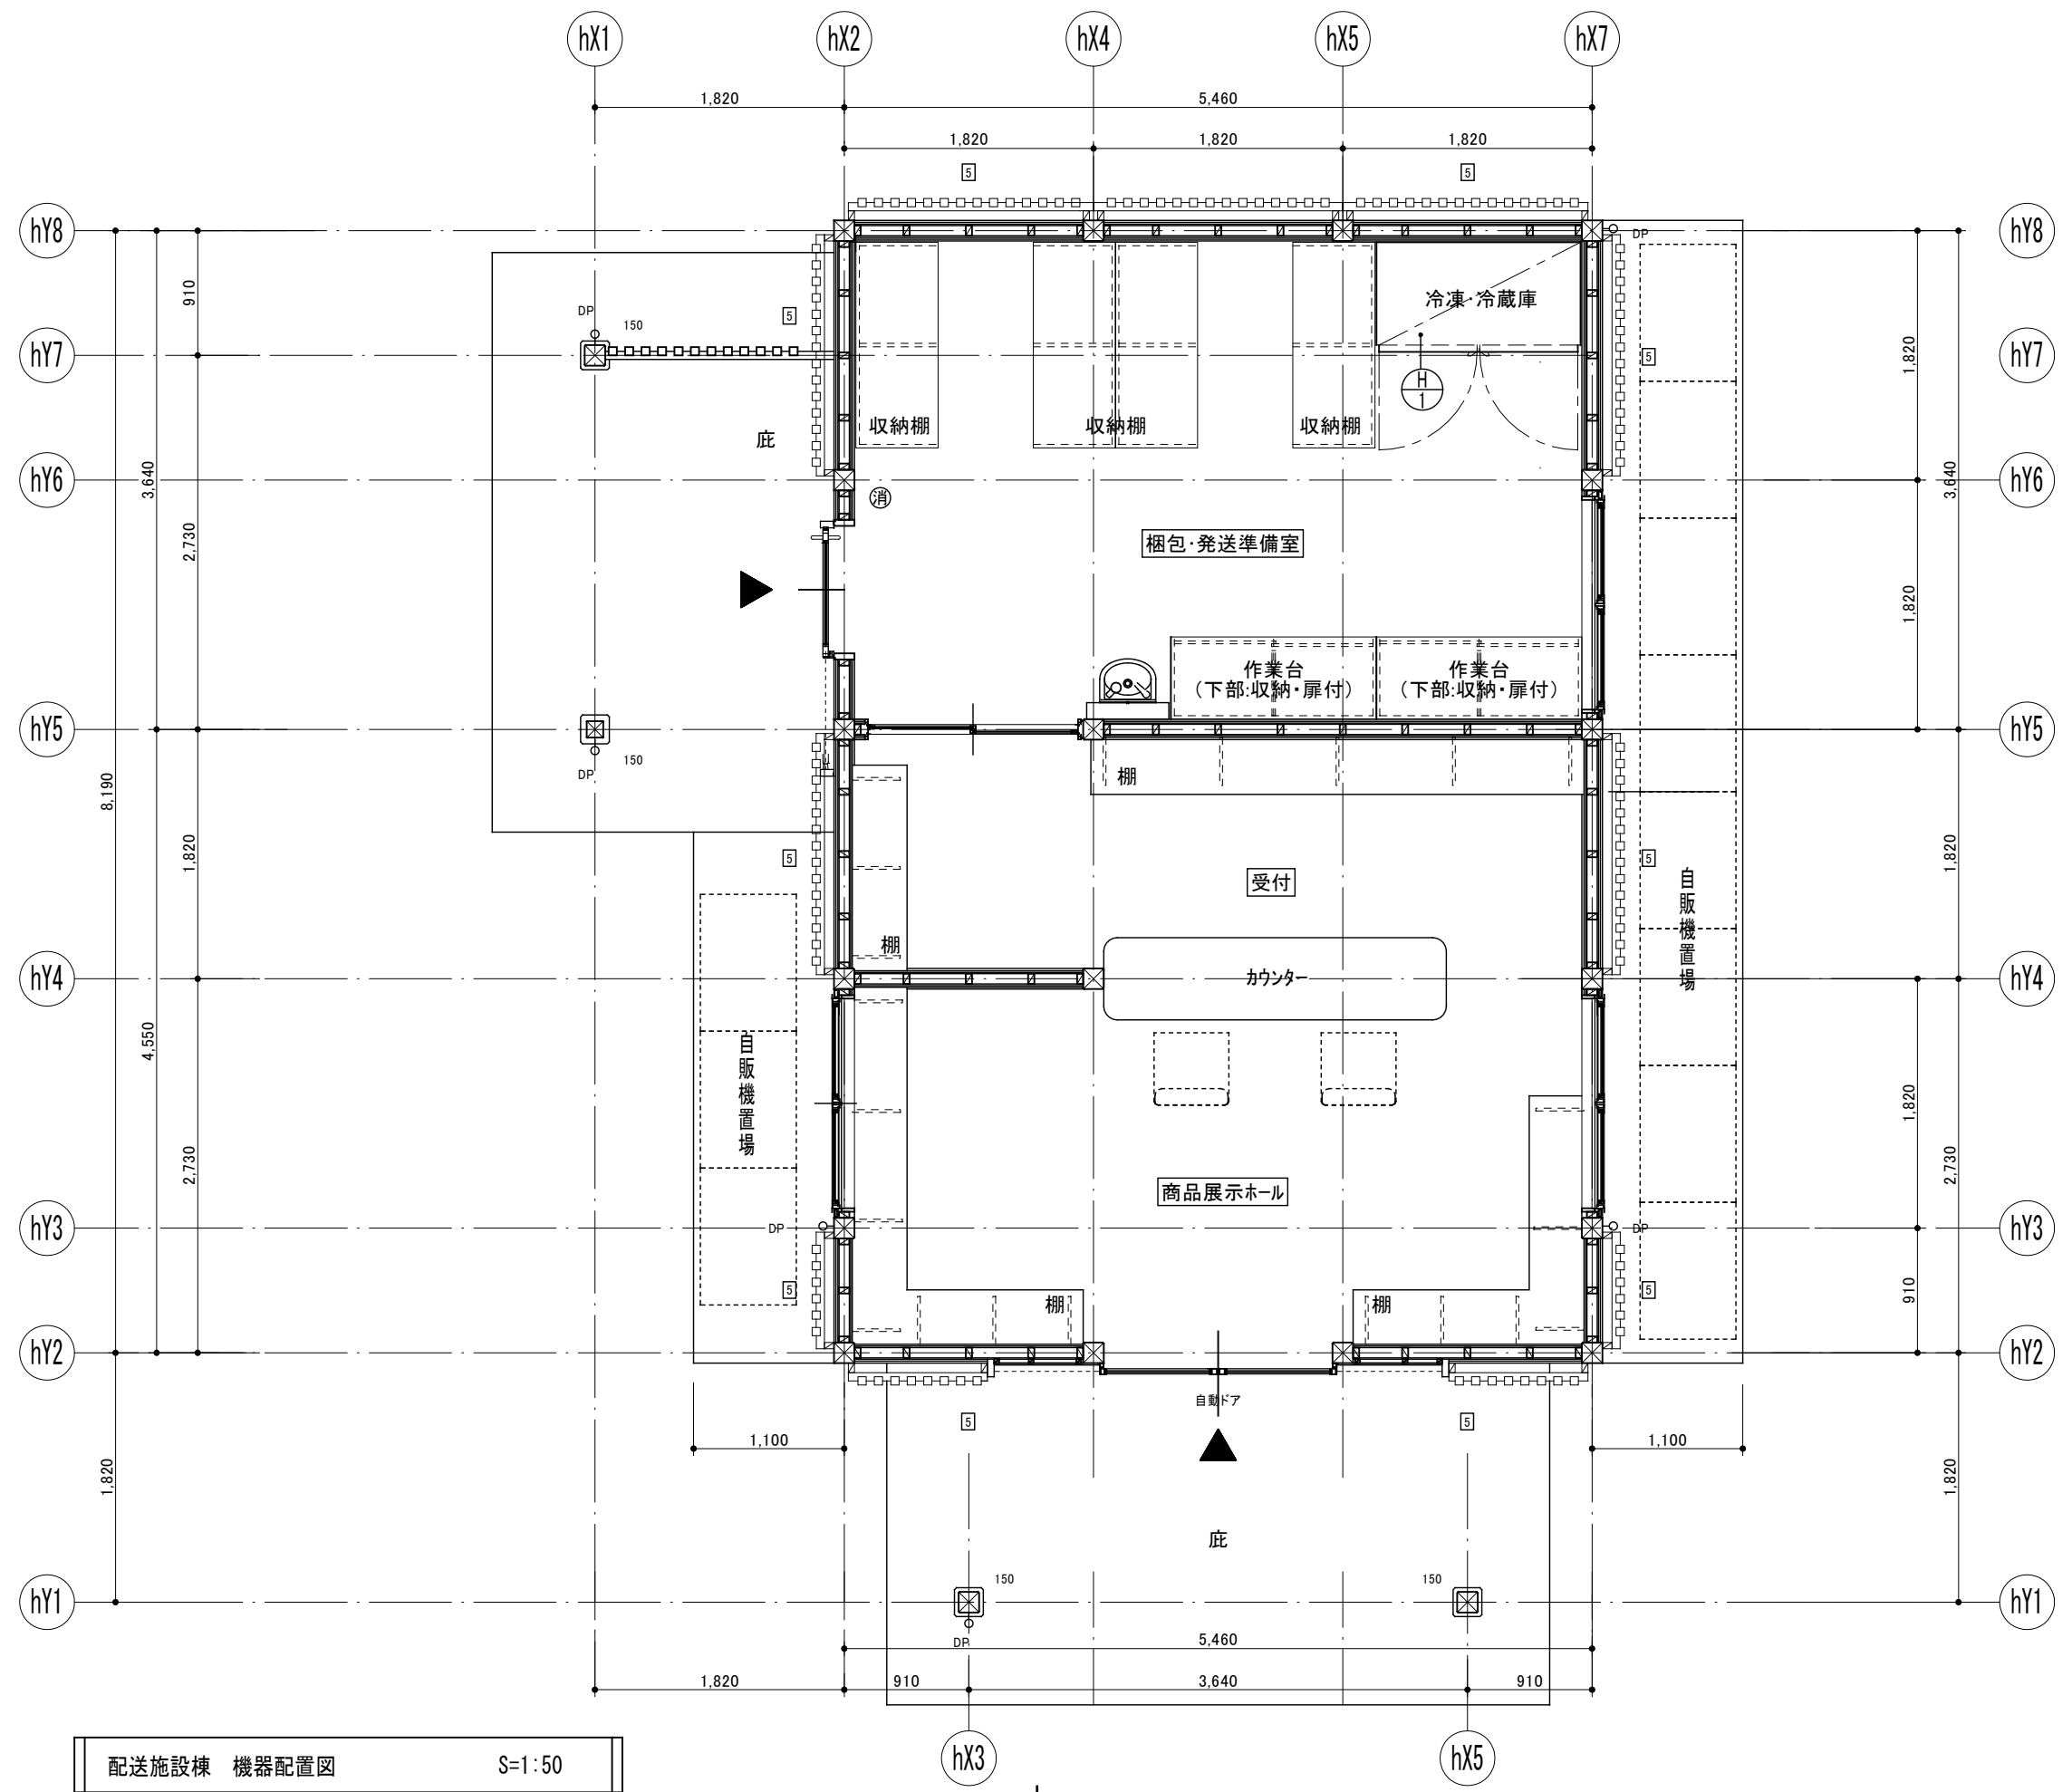 hX1 hX2 hX4 hX5 hX7
1,820 5,460
1,820 1,820 1,820
5 5
hY8 hY8
DP
910
冷凍・冷蔵庫
DP 150 5
hY7 hY7
5
1,820
H
1
収納棚 収納棚 収納棚
庇
3,640 3,640
hY6 hY6
消
2,730
梱包・発送準備室
1,820
作業台 作業台
(下部:収納・扉付) (下部:収納・扉付)
hY5 hY5
150
DP
棚
8,190
1,820 1,820
5 5
受付
自販機置場
棚
hY4 hY4
カウンター
4,550
自販機置場
1,820
2,730 2,730
商品展示ホール
hY3 hY3
DP DP
5 5
910
棚 棚
hY2 hY2
自動ドア
5 5
1,100 1,100
1,820 1,820
庇
150 150
hY1 hY1
DP
5,460
1,820 910 3,640 910
hX3 hX5
配送施設棟 機器配置図 S=1:50